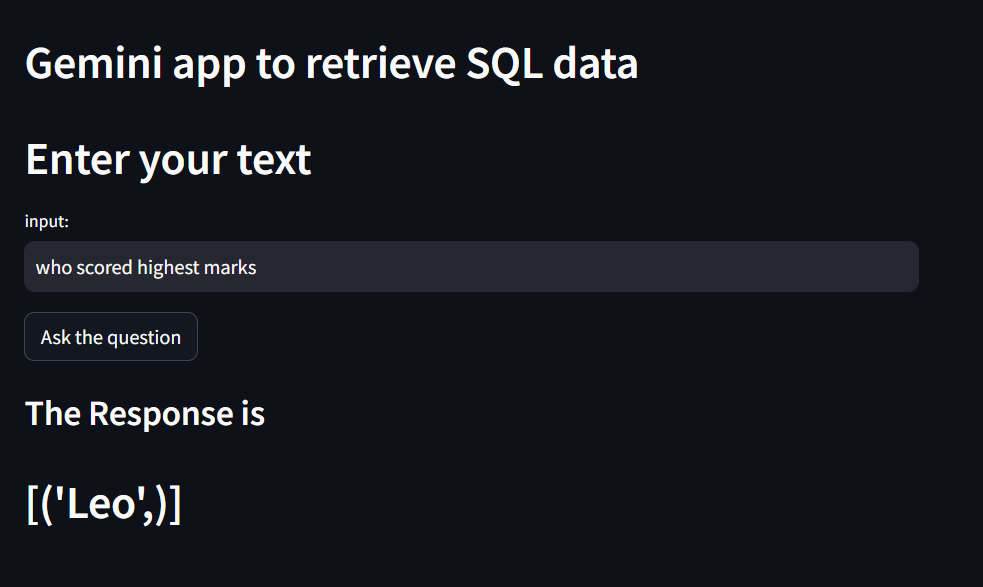 Gemini app to retrieve SQL data
Enter your text
input:
who scored highest marks
Ask the question
The Response is
[('Leo',)]